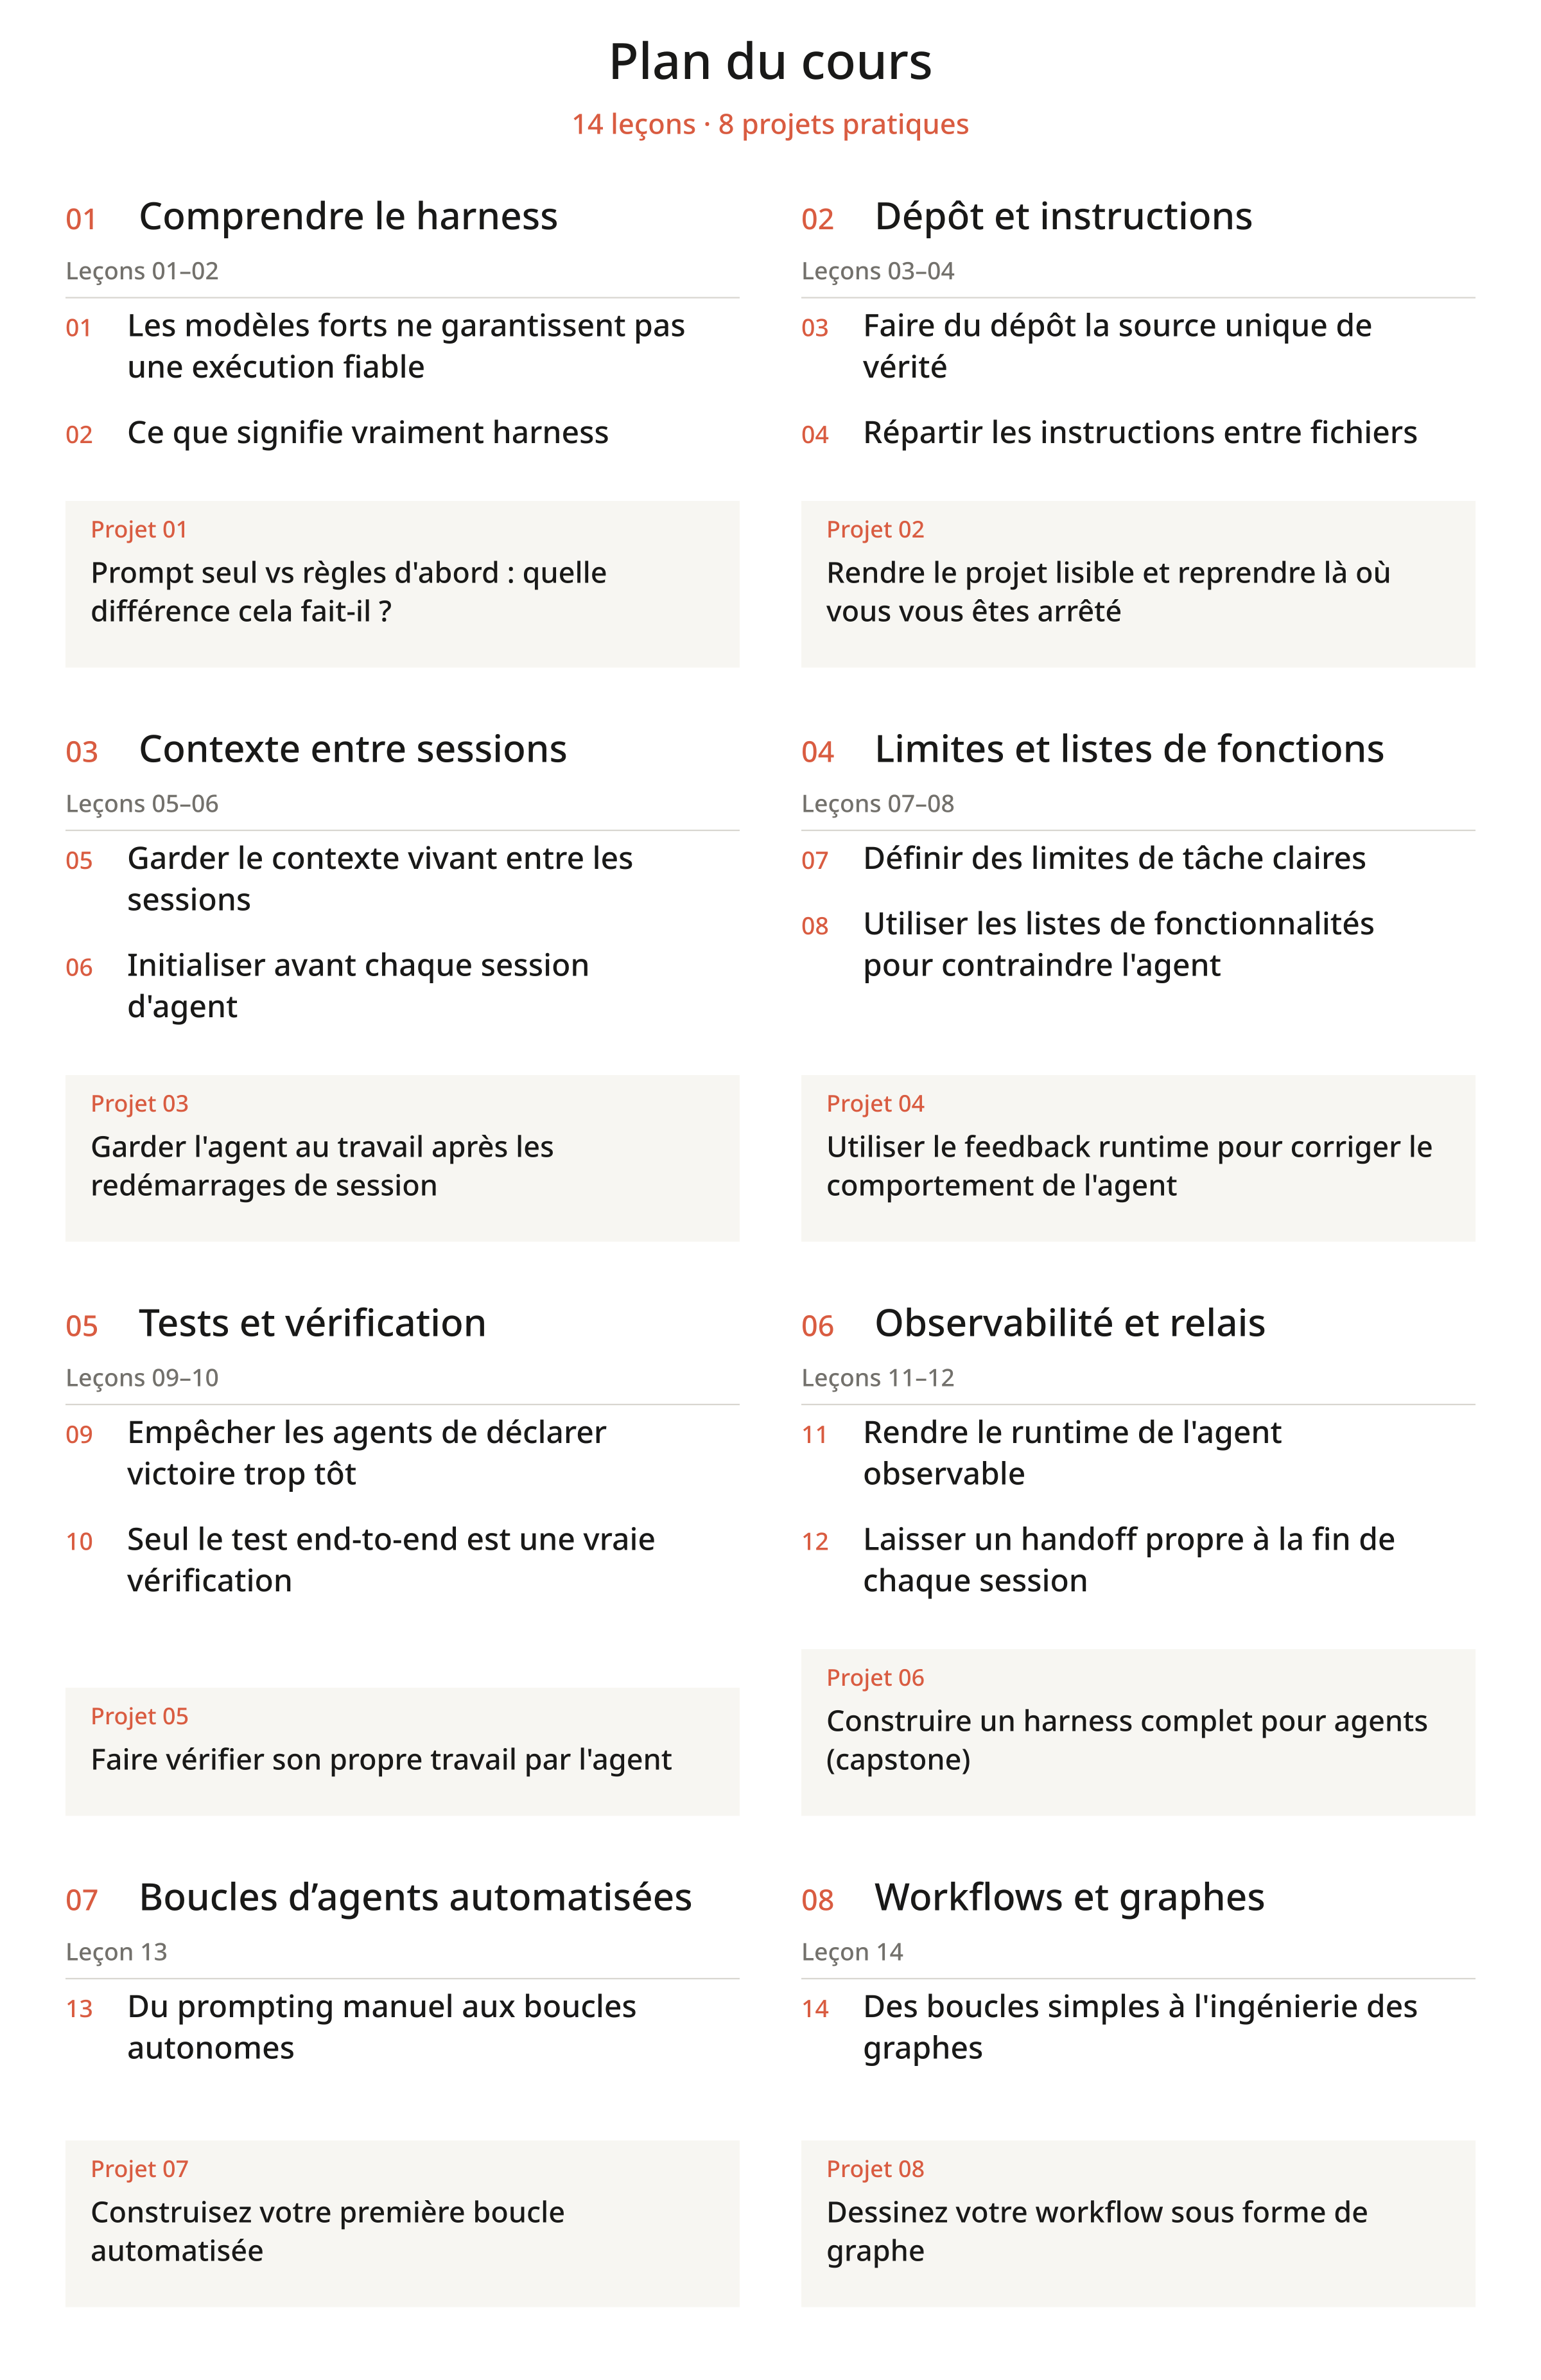 Plan du cours
14 leçons · 8 projets pratiques
01 Comprendre le harness
Leçons 01–02
01 Les modèles forts ne garantissent pas
une exécution fiable
02 Ce que signifie vraiment harness
Projet 01
Prompt seul vs règles d'abord : quelle
différence cela fait-il ?
02 Dépôt et instructions
Leçons 03–04
03 Faire du dépôt la source unique de
vérité
04 Répartir les instructions entre fichiers
Projet 02
Rendre le projet lisible et reprendre là où
vous vous êtes arrêté
03 Contexte entre sessions
Leçons 05–06
05 Garder le contexte vivant entre les
sessions
06 Initialiser avant chaque session
d'agent
Projet 03
Garder l'agent au travail après les
redémarrages de session
04 Limites et listes de fonctions
Leçons 07–08
07 Définir des limites de tâche claires
08 Utiliser les listes de fonctionnalités
pour contraindre l'agent
Projet 04
Utiliser le feedback runtime pour corriger le
comportement de l'agent
05 Tests et vérification
Leçons 09–10
09 Empêcher les agents de déclarer
victoire trop tôt
10 Seul le test end-to-end est une vraie
vérification
Projet 05
Faire vérifier son propre travail par l'agent
06 Observabilité et relais
Leçons 11–12
11 Rendre le runtime de l'agent
observable
12 Laisser un handoff propre à la fin de
chaque session
Projet 06
Construire un harness complet pour agents
(capstone)
07 Boucles d’agents automatisées
Leçon 13
13 Du prompting manuel aux boucles
autonomes
Projet 07
Construisez votre première boucle
automatisée
08 Workflows et graphes
Leçon 14
14 Des boucles simples à l'ingénierie des
graphes
Projet 08
Dessinez votre workflow sous forme de
graphe